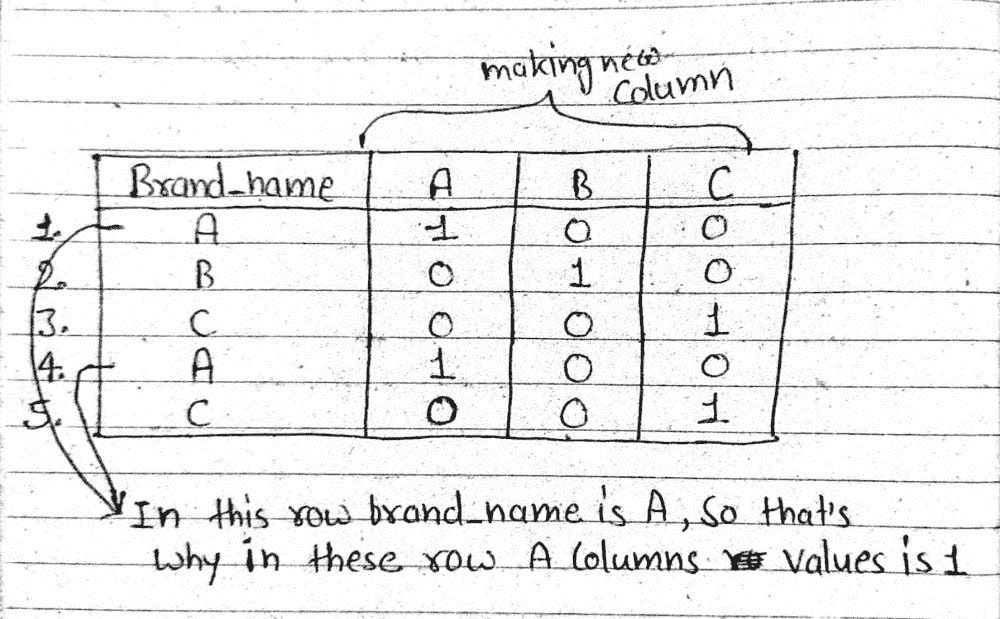 making new
Column
Brand_name A B C
1. A 1 0 0
2. B 0 1 0
3. C 0 0 1
4. A 1 0 0
5. C 0 0 1
In this row brand_name is A, So that's
why in these row A Columns values is 1